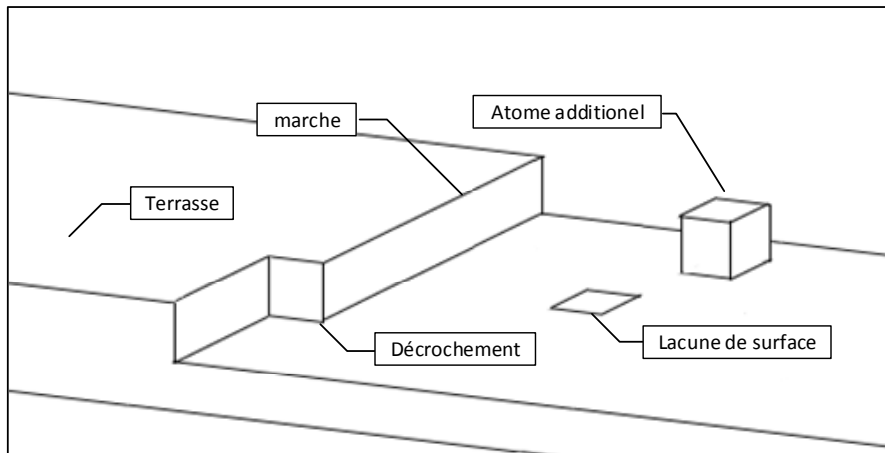 Atome additionel
marche
Terrasse
Décrochement
Lacune de surface